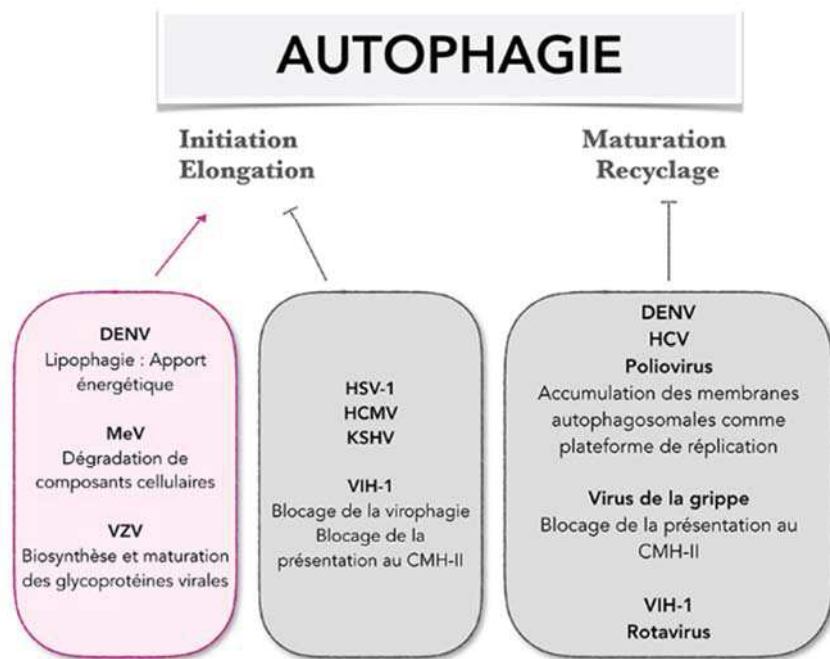 AUTOPHAGIE
Initiation
Elongation
Maturation
Recyclage
DENV
Lipophagie : Apport
énergétique
MeV
Dégradation de
composants cellulaires
VZV
Biosynthèse et maturation
des glycoprotéines virales
HSV-1
HCMV
KSHV
VIH-1
Blocage de la virophagie
Blocage de la
présentation au CMH-II
DENV
HCV
Poliovirus
Accumulation des membranes
autophagosomales comme
plateforme de réplication
Virus de la grippe
Blocage de la présentation au
CMH-II
VIH-1
Rotavirus